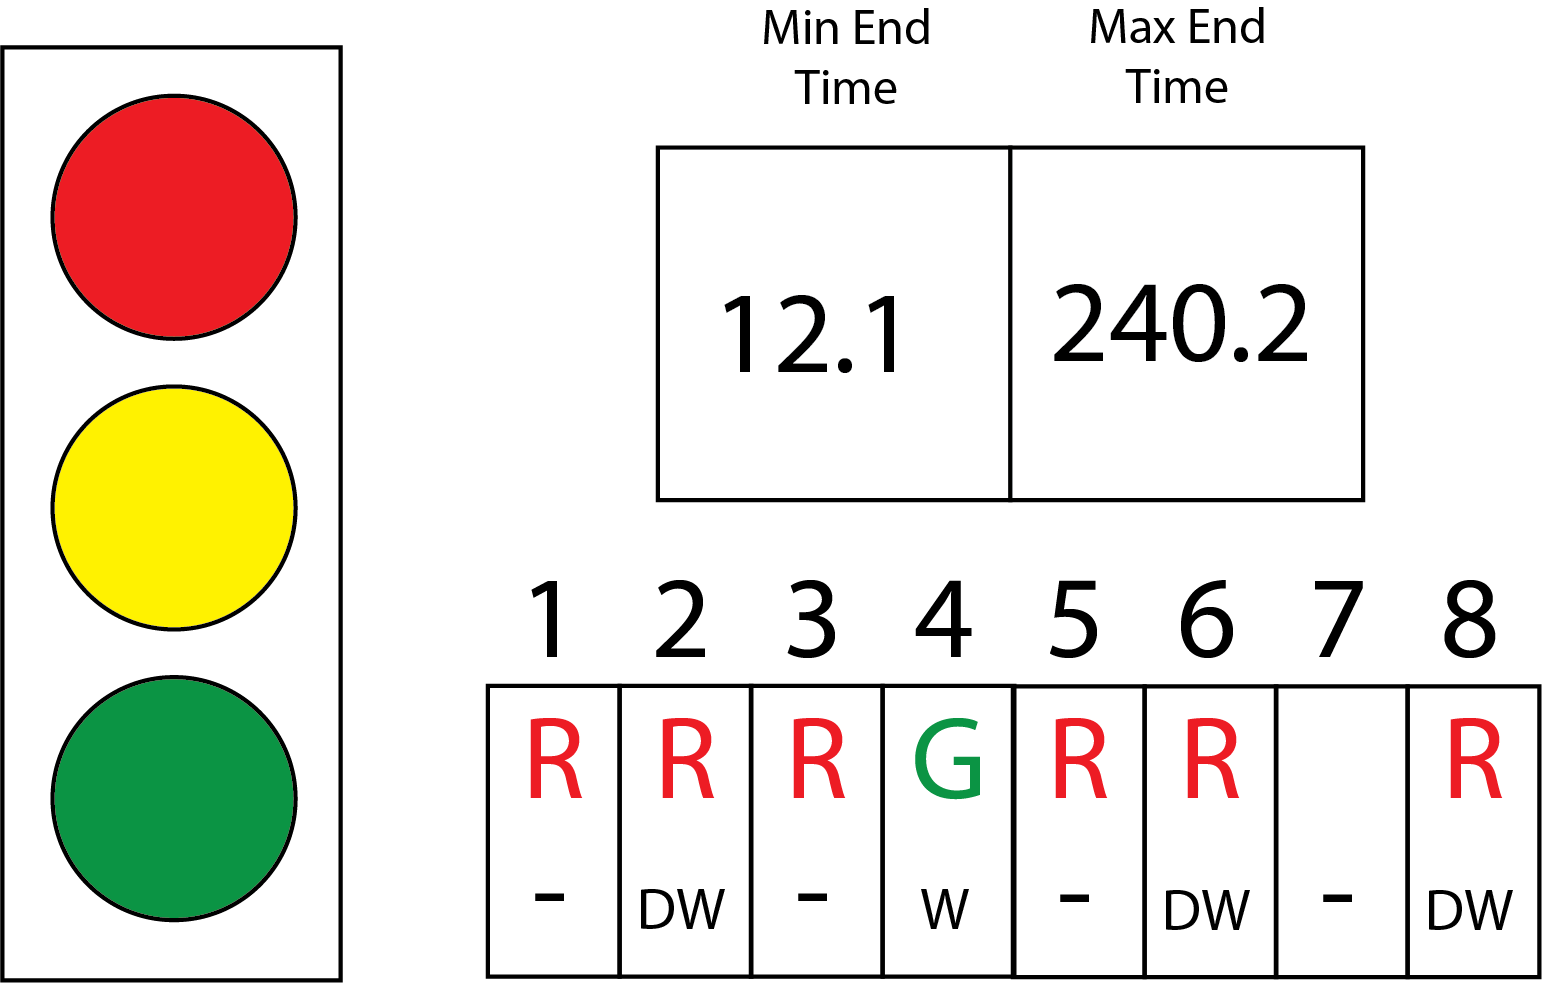 Min End Max End
Time Time
12.1 240.2
1 2 3 4 5 6 7 8
R R R G R R R
- DW - W - DW - DW